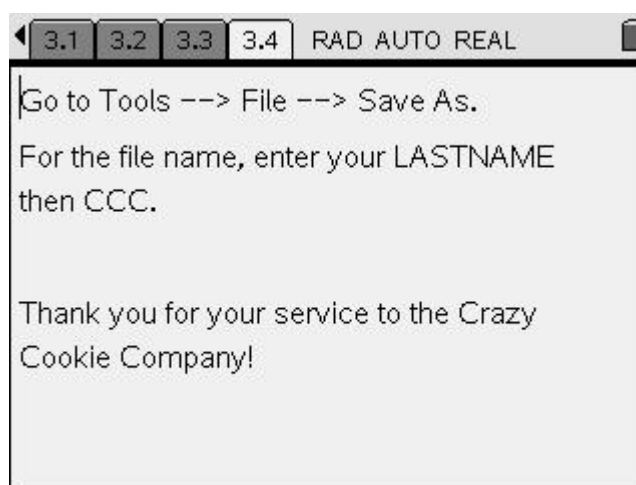 3.1 3.2 3.3 3.4 RAD AUTO REAL
Go to Tools --> File --> Save As.
For the file name, enter your LASTNAME
then CCC.
Thank you for your service to the Crazy
Cookie Company!